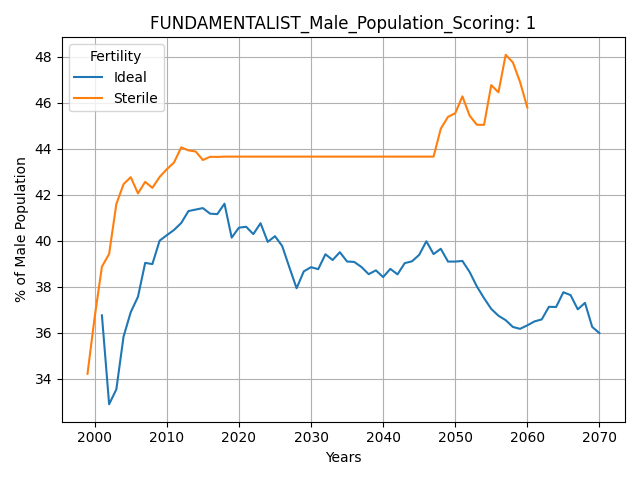 FUNDAMENTALIST_Male_Population_Scoring: 1
Fertility
Ideal
Sterile
% of Male Population
48
46
44
42
40
38
36
34
2000 2010 2020 2030 2040 2050 2060 2070
Years